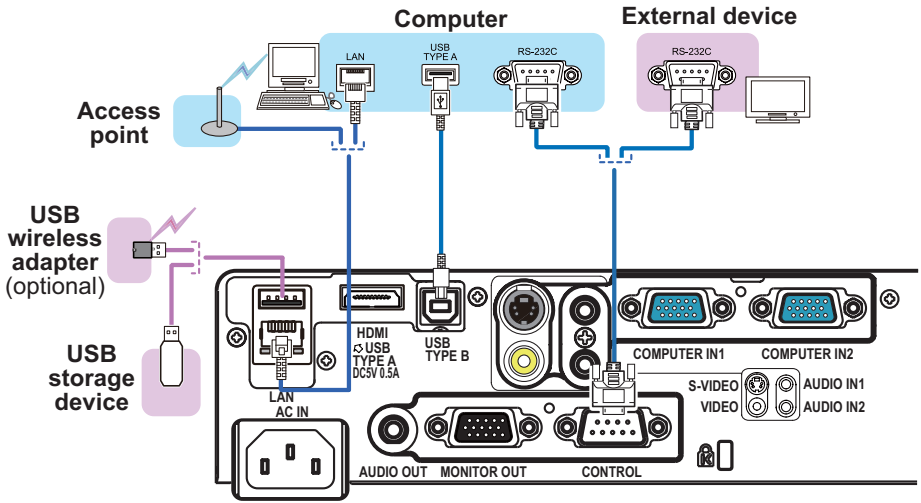 Computer
External device
LAN
USB
TYPE A
RS-232C
RS-232C
Access
point
USB
wireless
adapter
(optional)
USB
storage
device
HDMI
USB
TYPE A
DC5V 0.5A
USB
TYPE B
LAN
AC IN
COMPUTER IN1
COMPUTER IN2
S-VIDEO
AUDIO IN1
VIDEO
AUDIO IN2
AUDIO OUT
MONITOR OUT
CONTROL
K